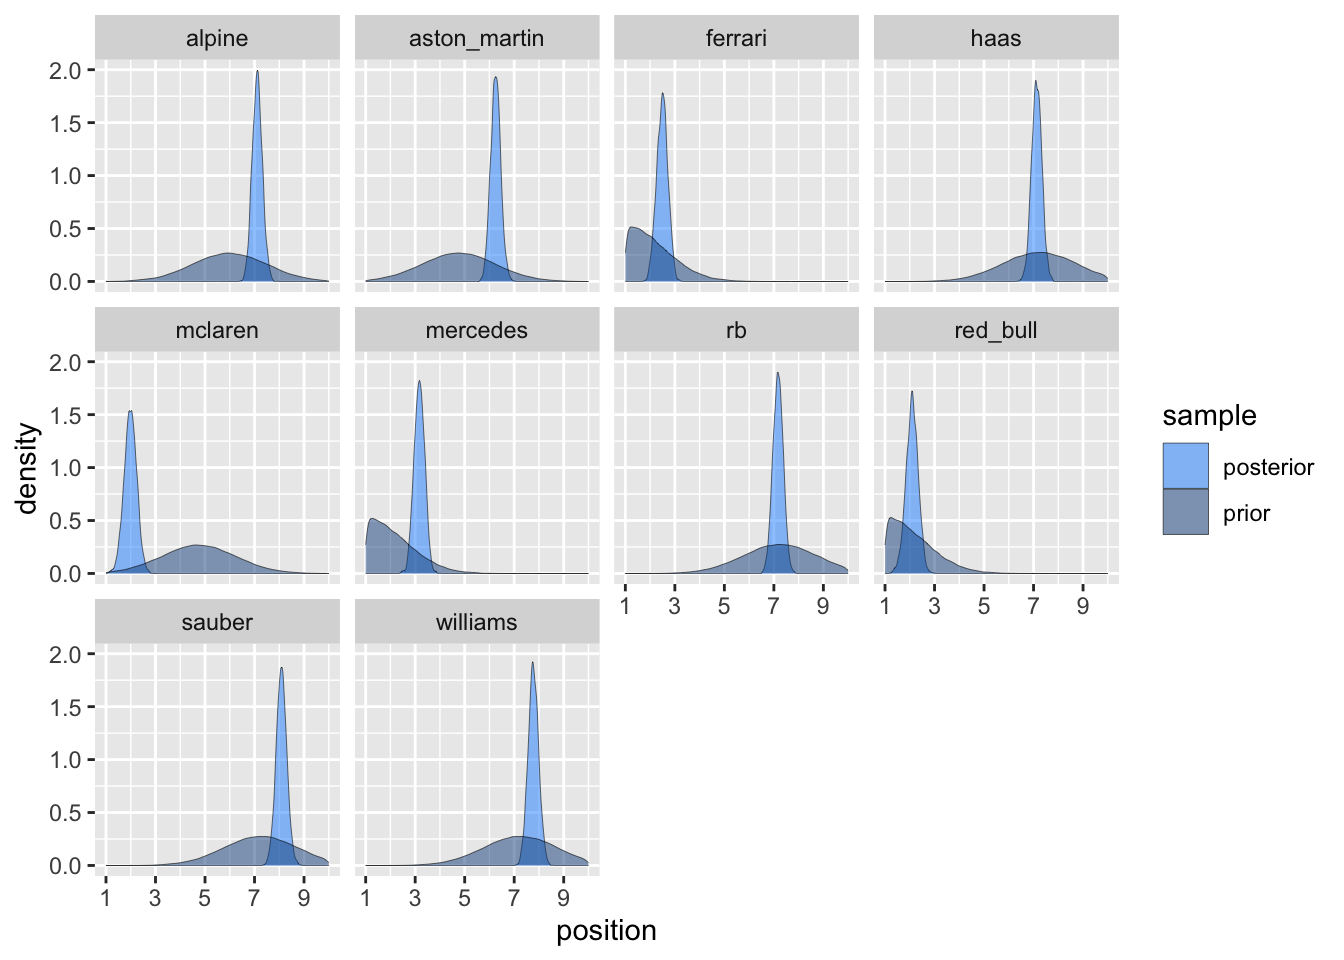 alpine aston_martin ferrari haas
2.0
1.5
1.0
0.5
0.0
mclaren mercedes rb red_bull
2.0
1.5
1.0
0.5
0.0
1 3 5 7 9 1 3 5 7 9
sauber williams
2.0
1.5
1.0
0.5
0.0
1 3 5 7 9 1 3 5 7 9
position
density
sample
posterior
prior